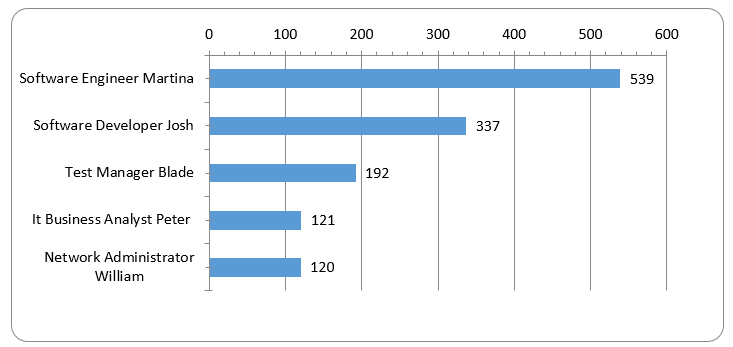 0 100 200 300 400 500 600
Software Engineer Martina 539
Software Developer Josh 337
Test Manager Blade 192
It Business Analyst Peter 121
Network Administrator
William 120